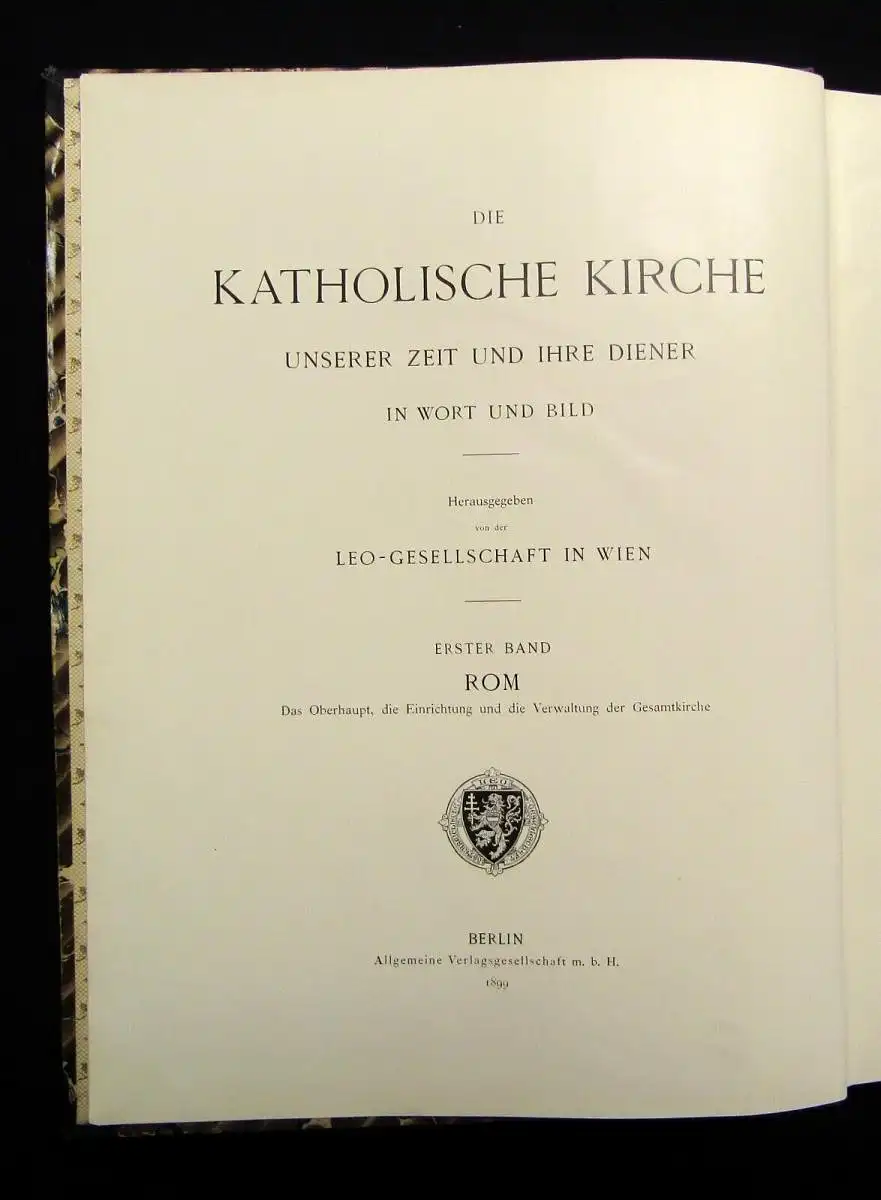 DIE
KATHOLISCHE KIRCHE
UNSERER ZEIT UND IHRE DIENER
IN WORT UND BILD
Herausgegeben
von der
LEO-GESELLSCHAFT IN WIEN
ERSTER BAND
ROM
Das Oberhaupt, die Einrichtung und die Verwaltung der Gesamtkirche
BERLIN
Allgemeine Verlagsgesellschaft m. b. H.
1899